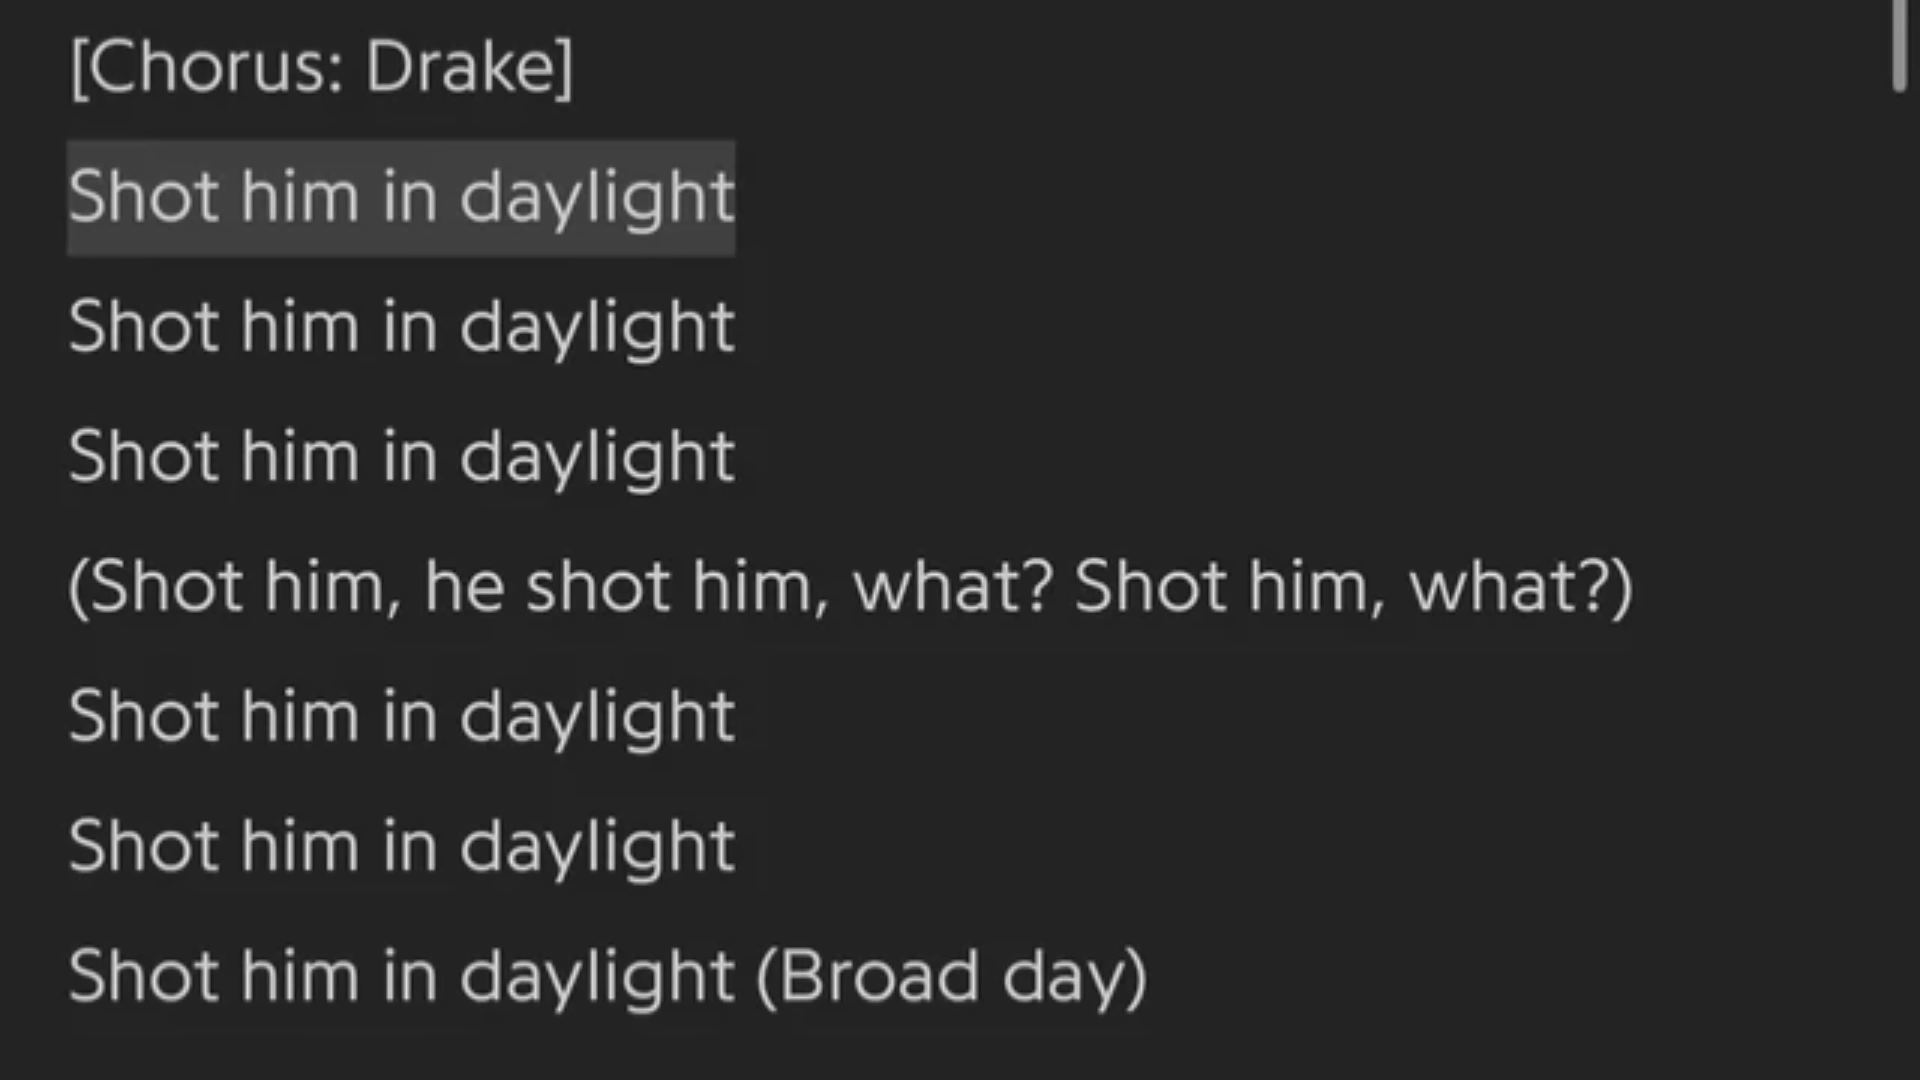 [Chorus: Drake]
Shot him in daylight
Shot him in daylight
Shot him in daylight
(Shot him, he shot him, what? Shot him, what?)
Shot him in daylight
Shot him in daylight
Shot him in daylight (Broad day)